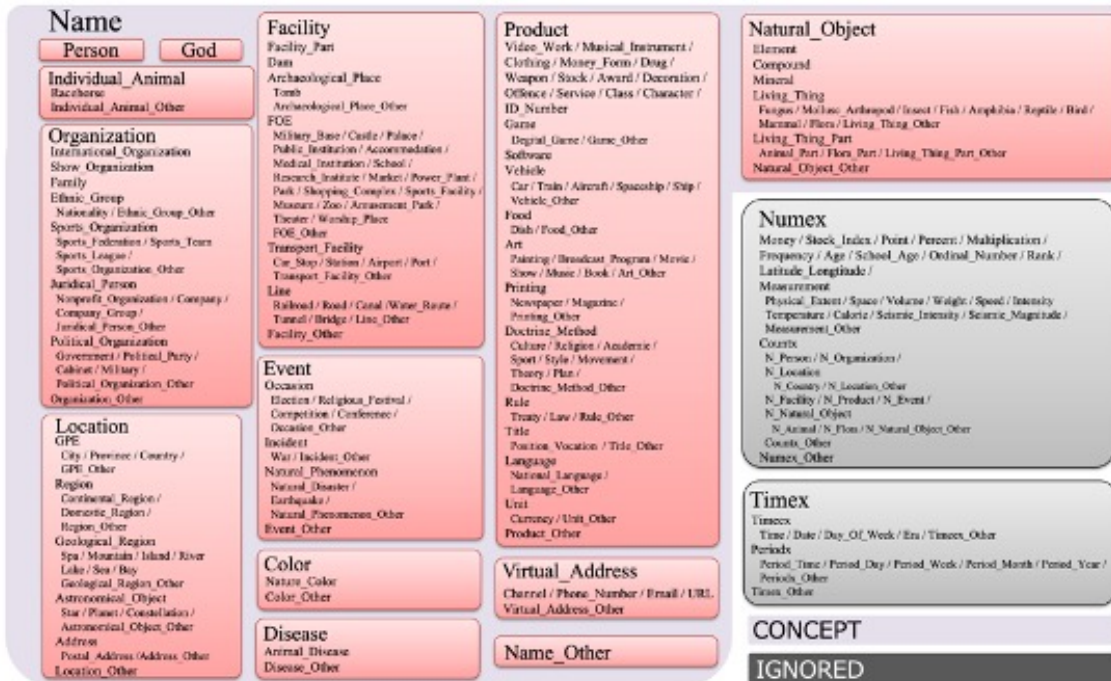 Name
Person
God
Individual_Animal
Racehorse
Individual_Animal_Other
Organization
International_Organization
Show_Organization
Family
Ethnic_Group
Nationality / Ethnic_Group_Other
Sports_Organization
Sports_Federation / Sports_Team
Sports_League /
Sports_Organization_Other
Juridical_Person
Nonprofit_Organization / Company /
Company_Group /
Juridical_Person_Other
Political_Organization
Government / Political_Party /
Cabinet / Military /
Political_Organization_Other
Organization_Other
Location
GPE
City / Province / Country /
GPE_Other
Region
Continental_Region /
Domestic_Region /
Region_Other
Geological_Region
Spa / Mountain / Island / River
Lake / Sea / Bay
Geological_Region_Other
Astronomical_Object
Star / Planet / Constellation /
Astronomical_Object_Other
Address
Postal_Address /Address_Other
Location_Other
Facility
Facility_Part
Dam
Archaeological_Place
Tomb
Archaeological_Place_Other
FOE
Military_Base / Castle / Palace /
Public_Institution / Accommodation /
Medical_Institution / School /
Research_Institute / Market / Power_Plant /
Park / Shopping_Complex / Sports_Facility /
Museum / Zoo / Amusement_Park /
Theater / Worship_Place
FOE_Other
Transport_Facility
Car_Stop / Station / Airport / Port /
Transport_Facility_Other
Line
Railroad / Road / Canal /Water_Route /
Tunnel / Bridge / Line_Other
Facility_Other
Event
Occasion
Election / Religious_Festival /
Competition / Conference /
Occasion_Other
Incident
War / Incident_Other
Natural_Phenomenon
Natural_Disaster /
Earthquake /
Natural_Phenomenon_Other
Event_Other
Color
Nature_Color
Color_Other
Disease
Animal_Disease
Disease_Other
Product
Video_Work / Musical_Instrument /
Clothing / Money_Form / Drug /
Weapon / Stock / Award / Decoration /
Offence / Service / Class / Character /
ID_Number
Game
Degital_Game / Game_Other
Software
Vehicle
Car / Train / Aircraft / Spaceship / Ship /
Vehicle_Other
Food
Dish / Food_Other
Art
Painting / Broadcast_Program / Movie /
Show / Music / Book / Art_Other
Printing
Newspaper / Magazine /
Printing_Other
Doctrine_Method
Culture / Religion / Academic /
Sport / Style / Movement /
Theory / Plan /
Doctrine_Method_Other
Rule
Treaty / Law / Rule_Other
Title
Position_Vocation / Title_Other
Language
National_Language /
Language_Other
Unit
Currency / Unit_Other
Product_Other
Virtual_Address
Channel / Phone_Number / Email / URL
Virtual_Address_Other
Name_Other
Natural_Object
Element
Compound
Mineral
Living_Thing
Fungus / Mollusc_Arthropod / Insect / Fish / Amphibia / Reptile / Bird /
Mammal / Flora / Living_Thing_Other
Living_Thing_Part
Animal_Part / Flora_Part / Living_Thing_Part_Other
Natural_Object_Other
Numex
Money / Stock_Index / Point / Percent / Multiplication /
Frequency / Age / School_Age / Ordinal_Number / Rank /
Latitude_Longtitude /
Measurement
Physical_Extent / Space / Volume / Weight / Speed / Intensity
Temperature / Calorie / Seismic_Intensity / Seismic_Magnitude /
Measurement_Other
Countx
N_Person / N_Organization /
N_Location
N_Country / N_Location_Other
N_Facility / N_Product / N_Event /
N_Natural_Object
N_Animal / N_Flora / N_Natural_Object_Other
Countx_Other
Numex_Other
Timex
Timeex
Time / Date / Day_Of_Week / Era / Timeex_Other
Periodx
Period_Time / Period_Day / Period_Week / Period_Month / Period_Year /
Periodx_Other
Timex_Other
CONCEPT
IGNORED